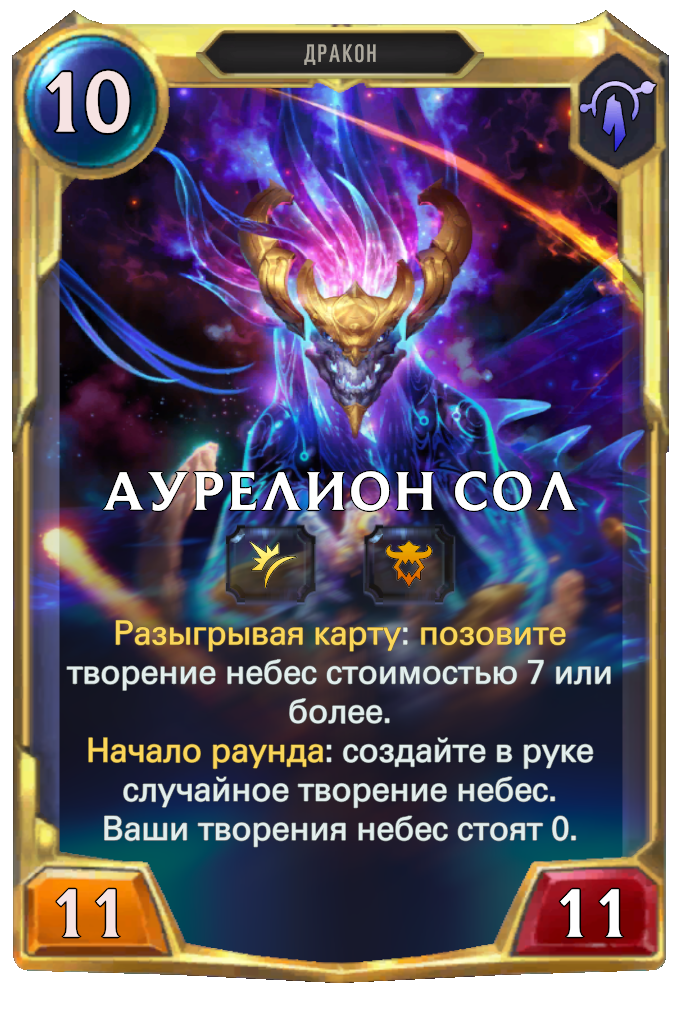 ДРАКОН
10
АУРЕЛИОН СОЛ
Разыгрывая карту: позовите
творение небес стоимостью 7 или
более.
Начало раунда: создайте в руке
случайное творение небес.
Ваши творения небес стоят 0.
11
11